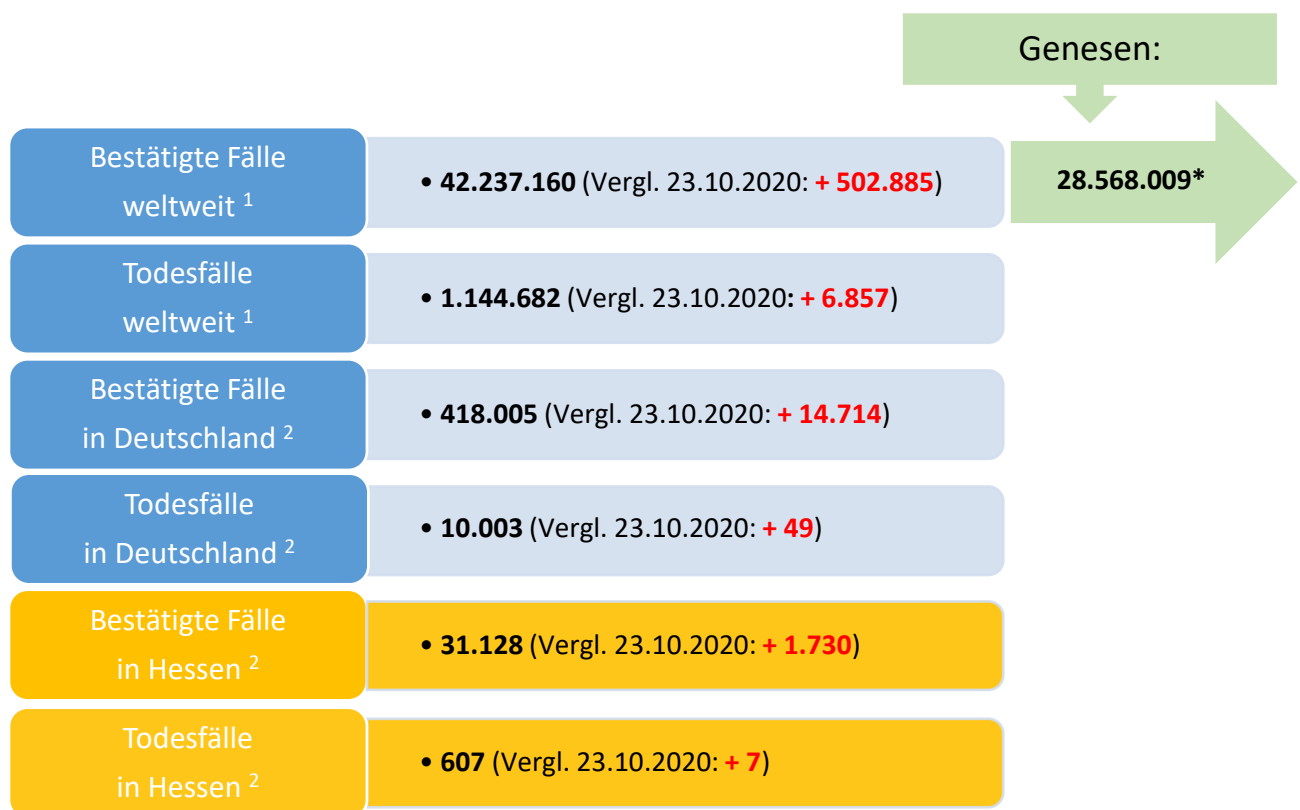 Genesen:
Bestätigte Fälle
weltweit ¹
• 42.237.160 (Vergl. 23.10.2020: + 502.885)
28.568.009*
Todesfälle
weltweit ¹
• 1.144.682 (Vergl. 23.10.2020: + 6.857)
Bestätigte Fälle
in Deutschland ²
• 418.005 (Vergl. 23.10.2020: + 14.714)
Todesfälle
in Deutschland ²
• 10.003 (Vergl. 23.10.2020: + 49)
Bestätigte Fälle
in Hessen ²
• 31.128 (Vergl. 23.10.2020: + 1.730)
Todesfälle
in Hessen ²
• 607 (Vergl. 23.10.2020: + 7)